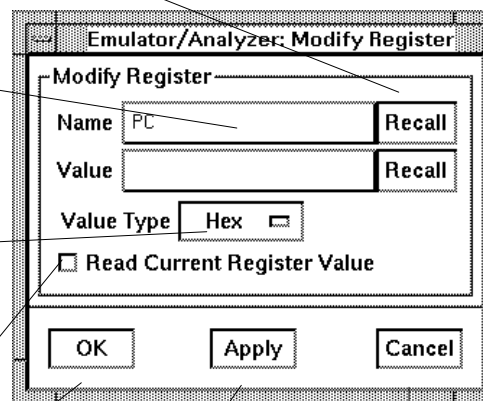 Emulator/Analyzer: Modify Register
Modify Register
Name PC Recall
Value Recall
Value Type Hex
Read Current Register Value
OK Apply Cancel